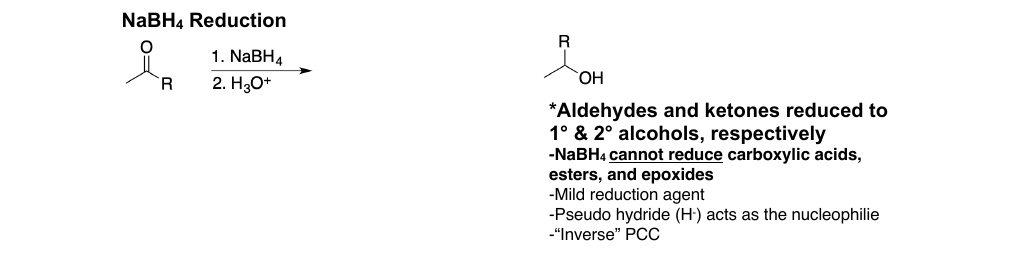 NaBH₄ Reduction
O
R
1. NaBH₄
2. H₃O⁺
R
OH
*Aldehydes and ketones reduced to
1° & 2° alcohols, respectively
-NaBH₄ cannot reduce carboxylic acids,
esters, and epoxides
-Mild reduction agent
-Pseudo hydride (H⁻) acts as the nucleophilie
-“Inverse” PCC